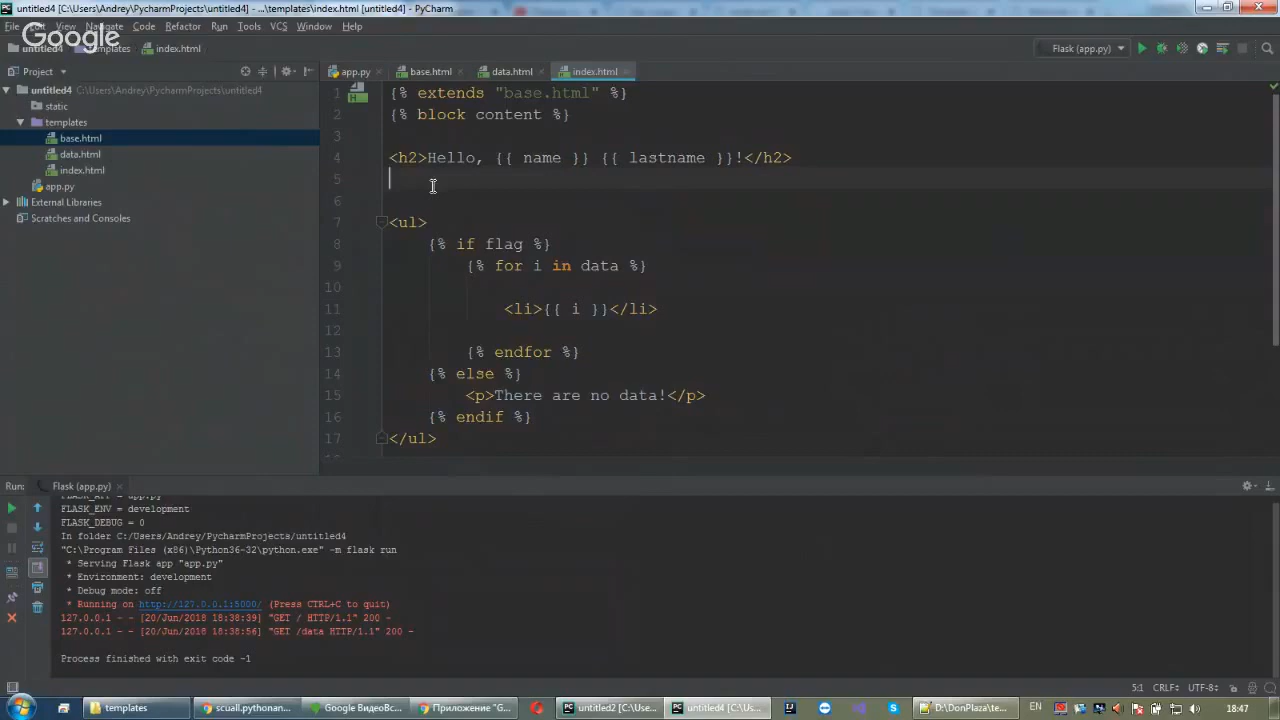 untitled4 [C:\Users\Andrey\PycharmProjects\untitled4] - ...\templates\index.html [untitled4] - PyCharm
File Edit View Navigate Code Refactor Run Tools VCS Window Help
Google
untitled4 templates index.html
Flask (app.py)
Project
app.py base.html data.html index.html
untitled4 C:\Users\Andrey\PycharmProjects\untitled4
static
templates
base.html
data.html
index.html
app.py
External Libraries
Scratches and Consoles
1 {% extends "base.html" %}
2 {% block content %}
3
4 <h2>Hello, {{ name }} {{ lastname }}!</h2>
5
6
7 <ul>
8 {% if flag %}
9 {% for i in data %}
10
11 <li>{{ i }}</li>
12
13 {% endfor %}
14 {% else %}
15 <p>There are no data!</p>
16 {% endif %}
17 </ul>
Run: Flask (app.py)
FLASK_APP = app.py
FLASK_ENV = development
FLASK_DEBUG = 0
In folder C:/Users/Andrey/PycharmProjects/untitled4
"C:\Program Files (x86)\Python36-32\python.exe" -m flask run
* Serving Flask app "app.py"
* Environment: development
* Debug mode: off
* Running on http://127.0.0.1:5000/ (Press CTRL+C to quit)
127.0.0.1 - - [20/Jun/2018 18:38:39] "GET / HTTP/1.1" 200 -
127.0.0.1 - - [20/Jun/2018 18:38:56] "GET /data HTTP/1.1" 200 -
Process finished with exit code -1
5:1 CRLF÷ UTF-8÷
templates scuall.pythonan... Google ВидеоВс... Приложение "G... untitled2 [C:\Use... untitled4 [C:\Us... D:\DonPlaza\te... EN 18:47